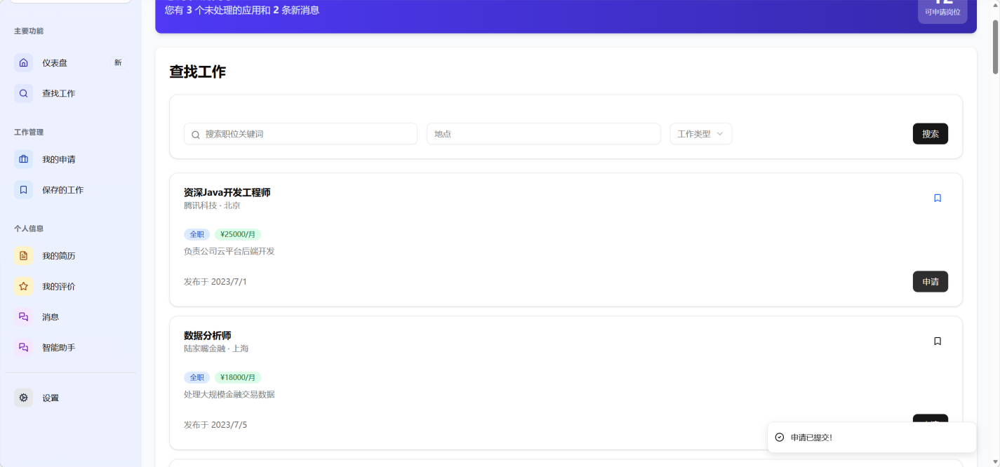 您有 3 个未处理的应用和 2 条新消息
可申请岗位
主要功能
仪表盘 新
查找工作
工作管理
我的申请
保存的工作
个人信息
我的简历
我的评价
消息
智能助手
设置
查找工作
搜索职位关键词
地点
工作类型
搜索
资深Java开发工程师
腾讯科技 · 北京
全职 ¥25000/月
负责公司云平台后端开发
发布于 2023/7/1
申请
数据分析师
陆家嘴金融 · 上海
全职 ¥18000/月
处理大规模金融交易数据
发布于 2023/7/5
申请已提交!